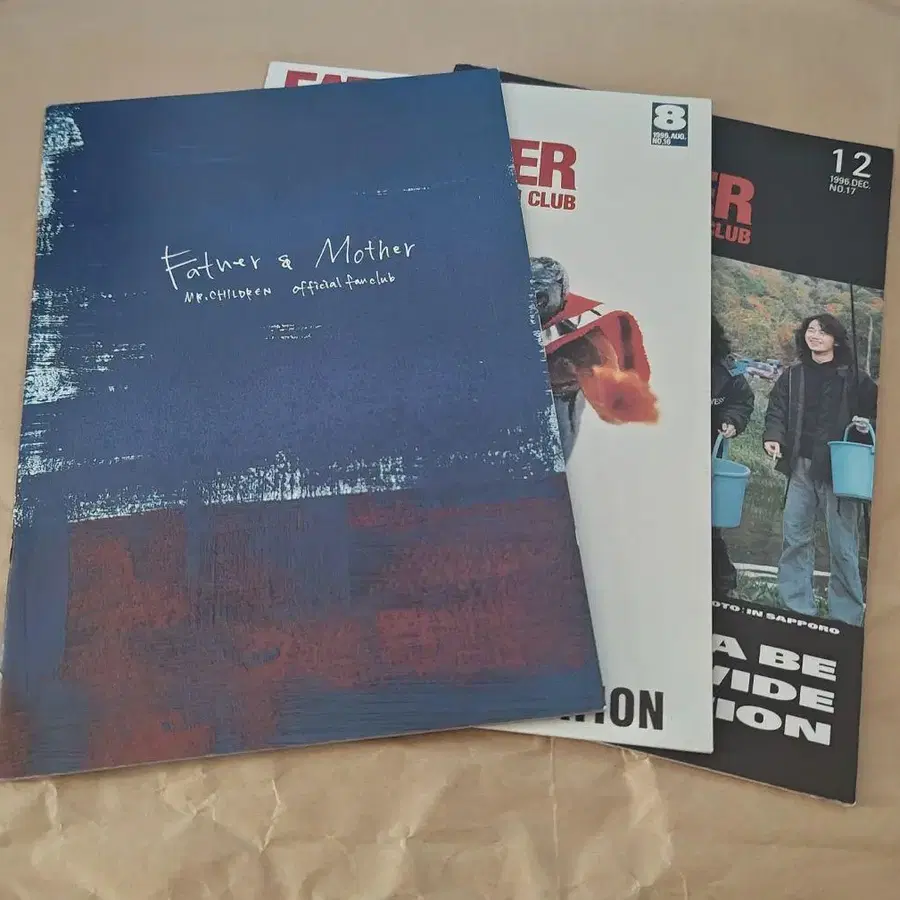 Father & Mother
MR.CHILDREN official fanclub
ER
CLUB
8
1996.AUG.
NO.16
ION
12
1996.DEC.
NO.17
ER
CLUB
OTO:IN SAPPORO
A BE
VIDE
ION